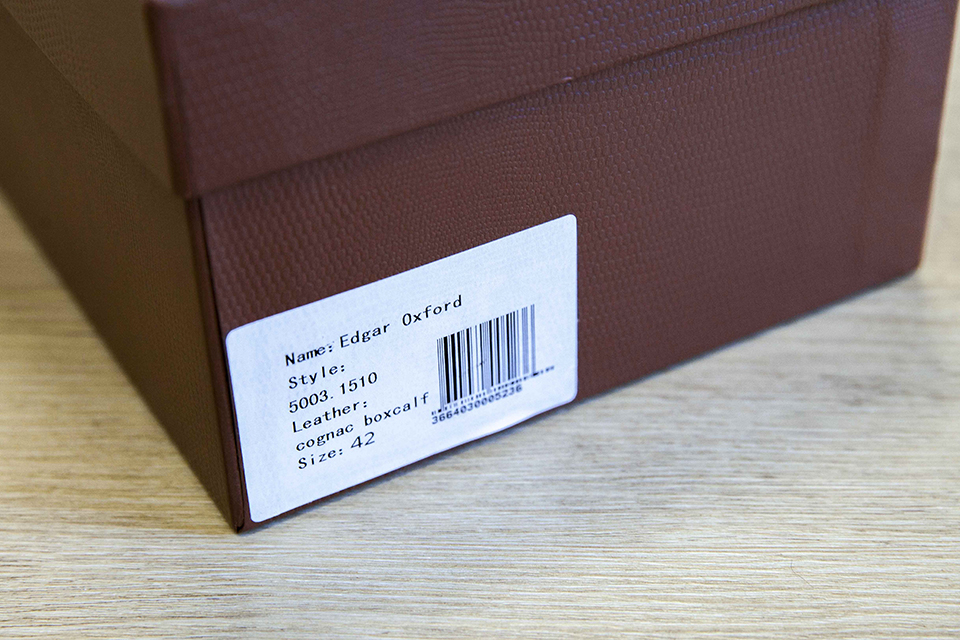 Name: Edgar Oxford
Style:
5003. 1510
Leather:
cognac boxcalf
Size: 42
3664030005236